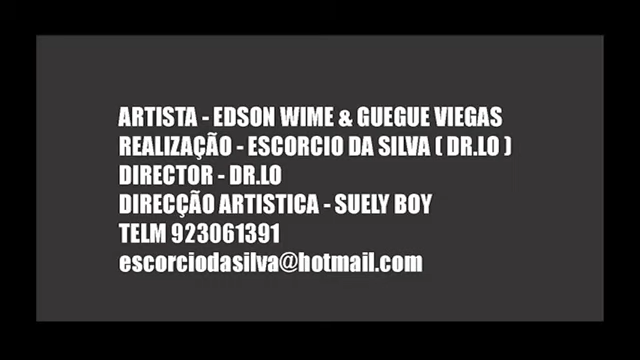 ARTISTA - EDSON WIME & GUEGUE VIEGAS
REALIZAÇÃO - ESCORCIO DA SILVA ( DR.LO )
DIRECTOR - DR.LO
DIRECÇÃO ARTISTICA - SUELY BOY
TELM 923061391
escorciodasilva@hotmail.com